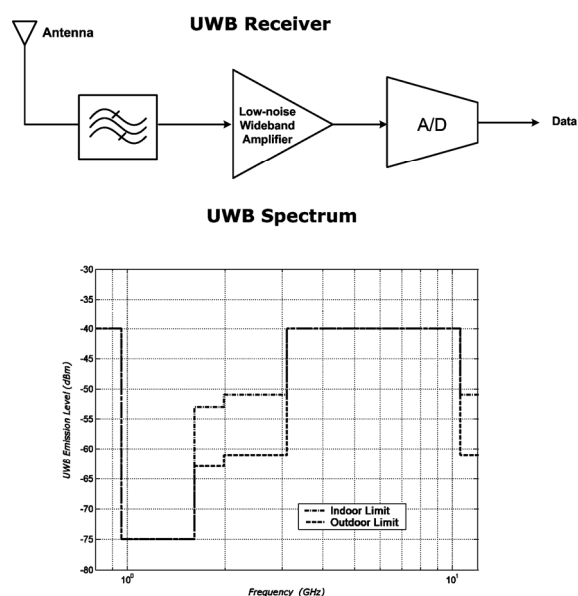 UWB Receiver
Antenna
Low-noise
Wideband
Amplifier
A/D
Data
UWB Spectrum
-30
-35
-40
-45
-50
-55
-60
-65
-70
-75
-80
UWB Emission Level (dBm)
Indoor Limit
Outdoor Limit
10⁰
10¹
Frequency (GHz)